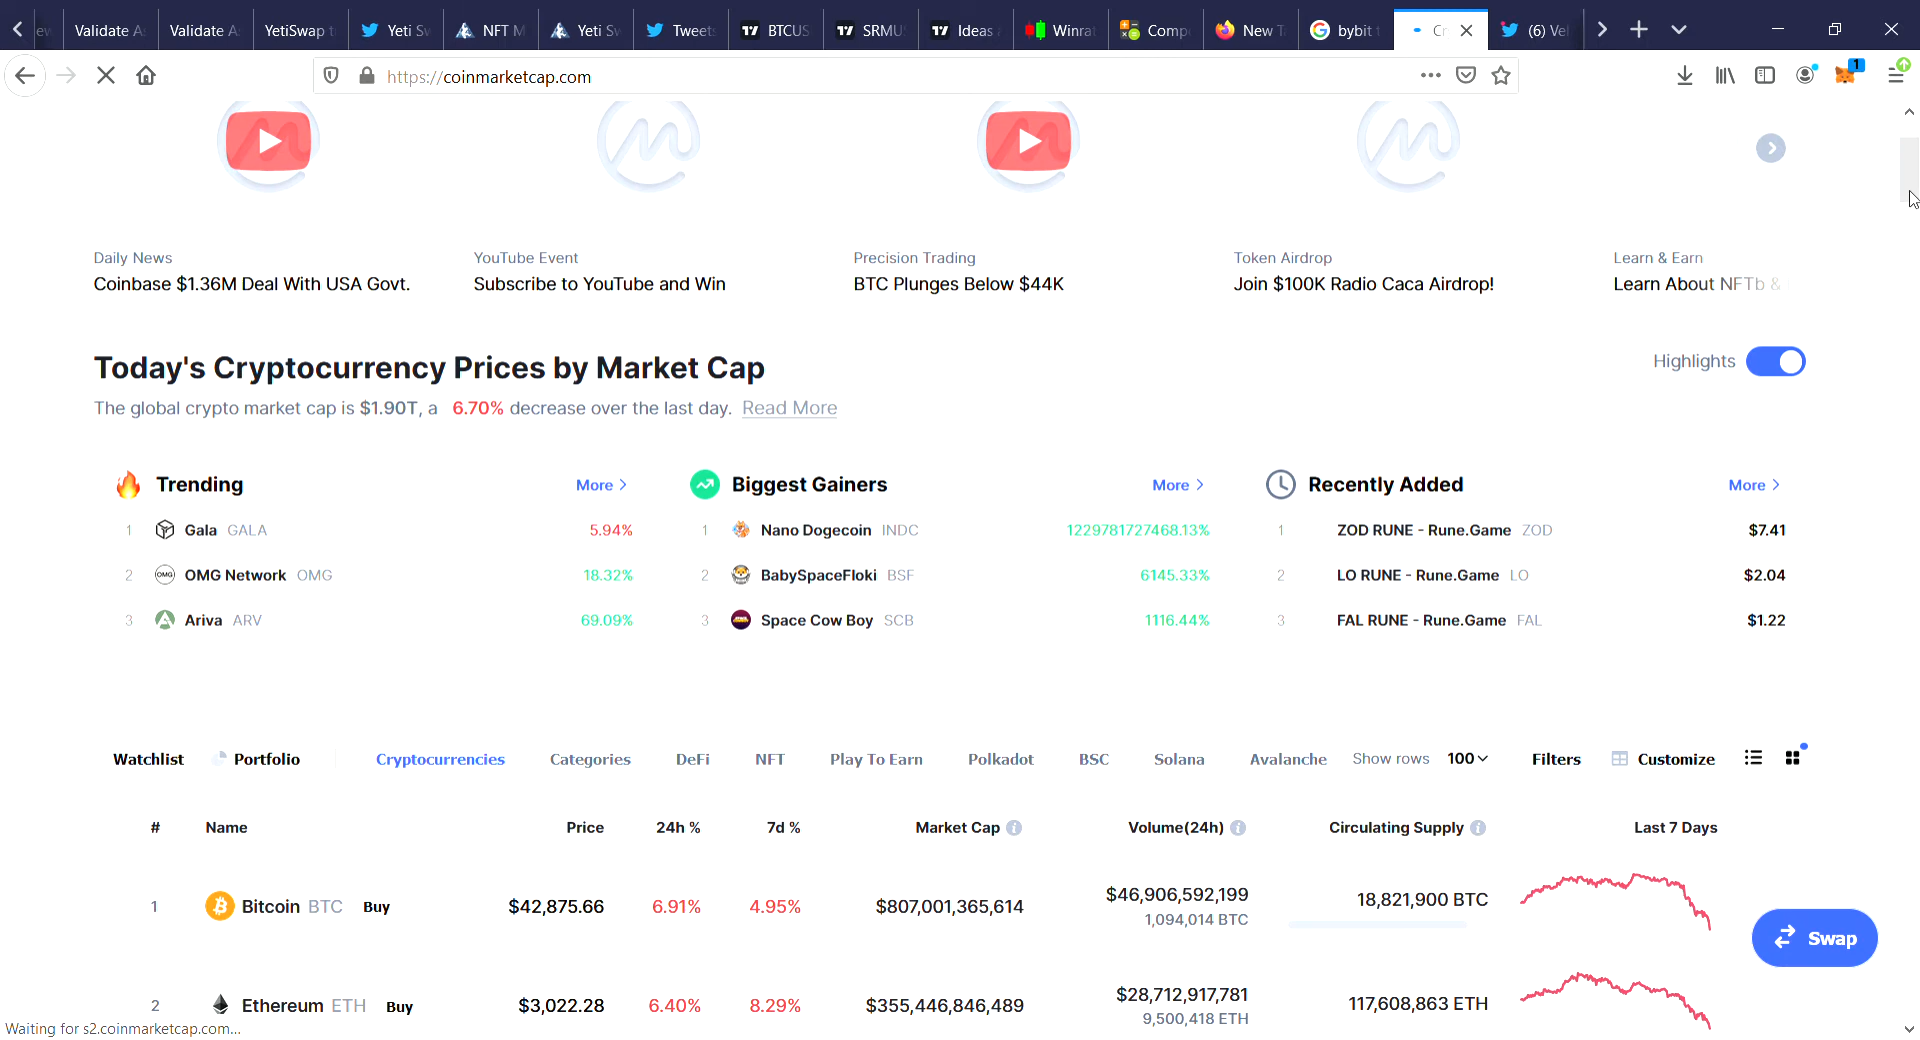 Validate A
Validate A
YetiSwap t
Yeti Sw
NFT M
Yeti Sw
Tweet
BTCUS
SRMU
Ideas
Winra
Comp
New T
bybit t
Cr
(6) Vel
https://coinmarketcap.com
1
Daily News
Coinbase $1.36M Deal With USA Govt.
YouTube Event
Subscribe to YouTube and Win
Precision Trading
BTC Plunges Below $44K
Token Airdrop
Join $100K Radio Caca Airdrop!
Learn & Earn
Learn About NFTb &
Today's Cryptocurrency Prices by Market Cap
Highlights
The global crypto market cap is $1.90T, a 6.70% decrease over the last day. Read More
Trending More
1 Gala GALA 5.94%
2 OMG Network OMG 18.32%
3 Ariva ARV 69.09%
Biggest Gainers More
1 Nano Dogecoin INDC 1229781727468.13%
2 BabySpaceFloki BSF 6145.33%
3 Space Cow Boy SCB 1116.44%
Recently Added More
1 ZOD RUNE - Rune.Game ZOD $7.41
2 LO RUNE - Rune.Game LO $2.04
3 FAL RUNE - Rune.Game FAL $1.22
Watchlist Portfolio Cryptocurrencies Categories DeFi NFT Play To Earn Polkadot BSC Solana Avalanche Show rows 100 Filters Customize
# Name Price 24h % 7d % Market Cap Volume(24h) Circulating Supply Last 7 Days
1 Bitcoin BTC Buy $42,875.66 6.91% 4.95% $807,001,365,614 $46,906,592,199 18,821,900 BTC
1,094,014 BTC
Swap
2 Ethereum ETH Buy $3,022.28 6.40% 8.29% $355,446,846,489 $28,712,917,781 117,608,863 ETH
9,500,418 ETH
Waiting for s2.coinmarketcap.com...